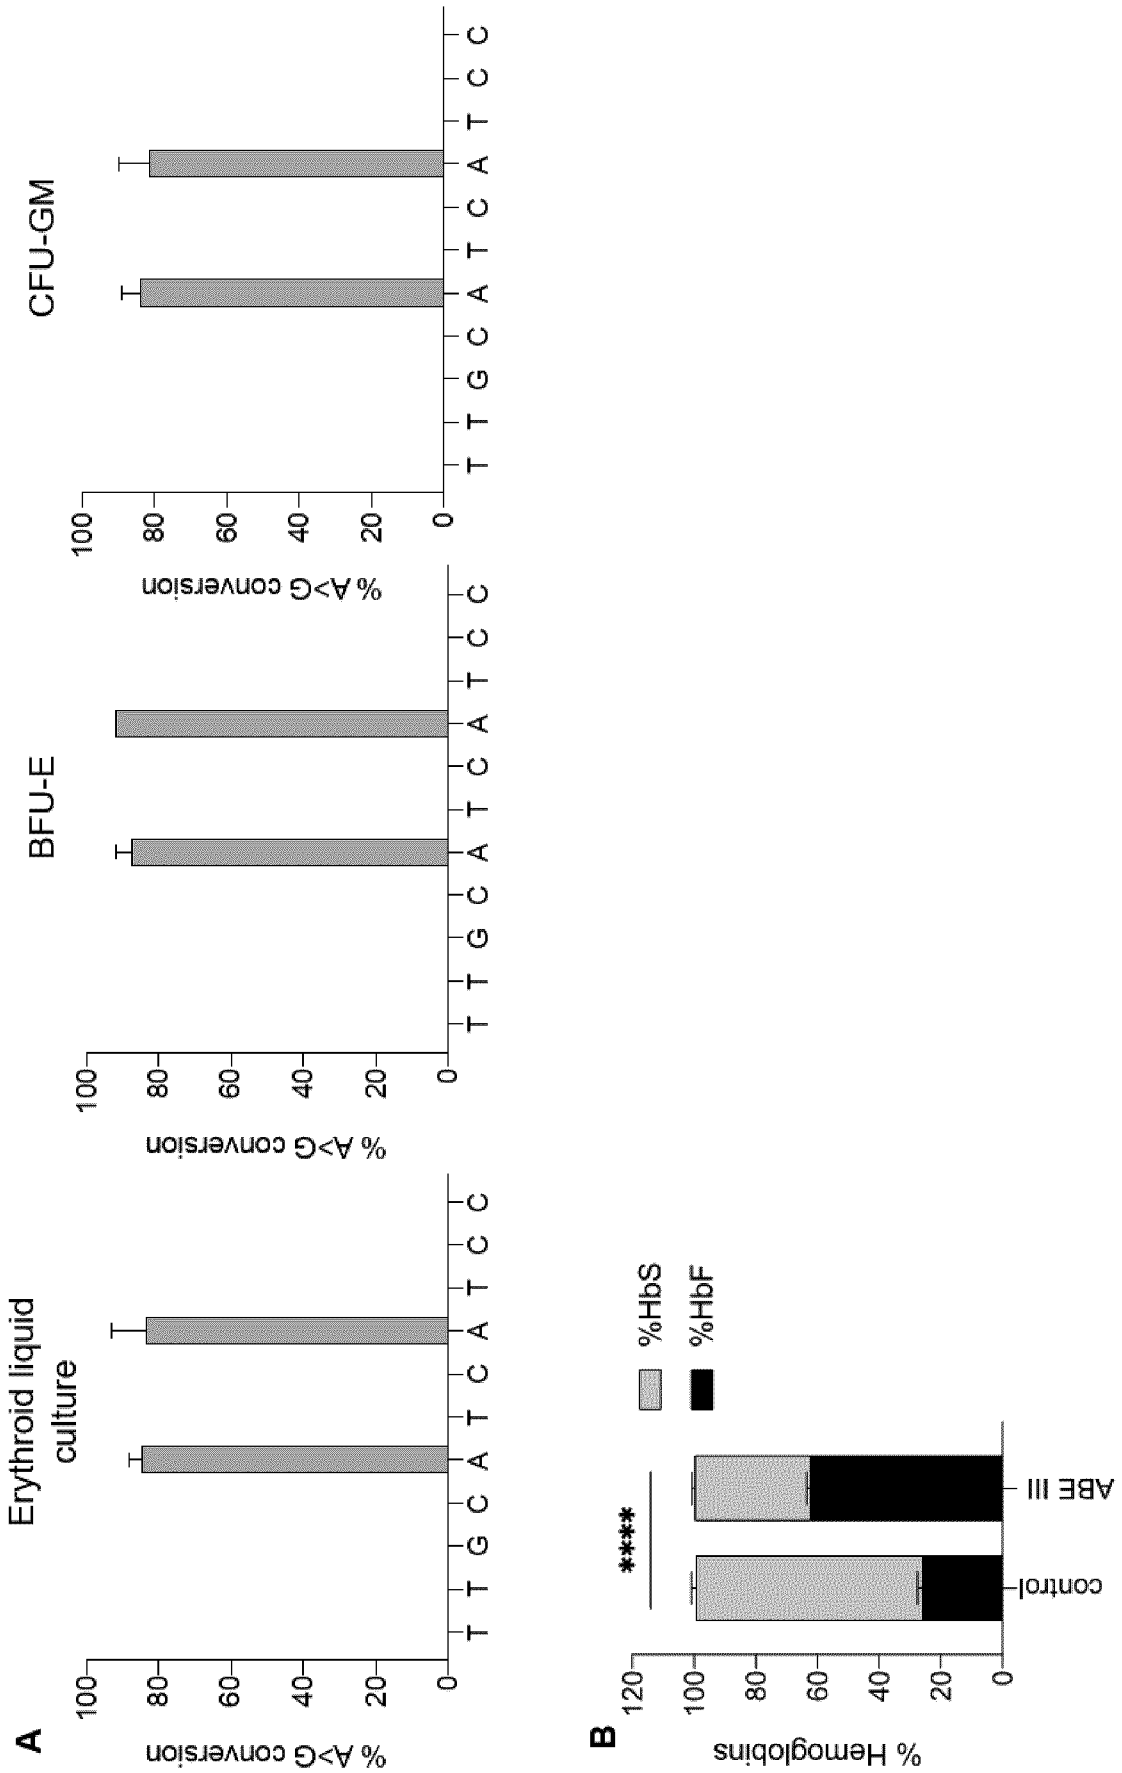 A
Erythroid liquid
culture
% A>G conversion
100
80
60
40
20
0
T T G C A T C A T C C
BFU-E
% A>G conversion
100
80
60
40
20
0
T T G C A T C A T C C
CFU-GM
% A>G conversion
100
80
60
40
20
0
T T G C A T C A T C C
B
% Hemoglobins
120
100
80
60
40
20
0
****
control
ABE III
%HbS
%HbF